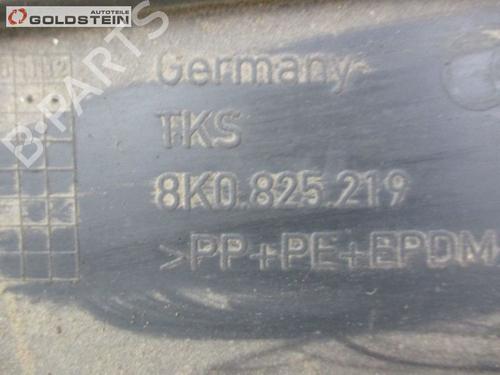 GOLDSTEIN AUTOTEILE
B-PARTS
Germany
TKS
8K0.825.219
>PP+PE+EPDM